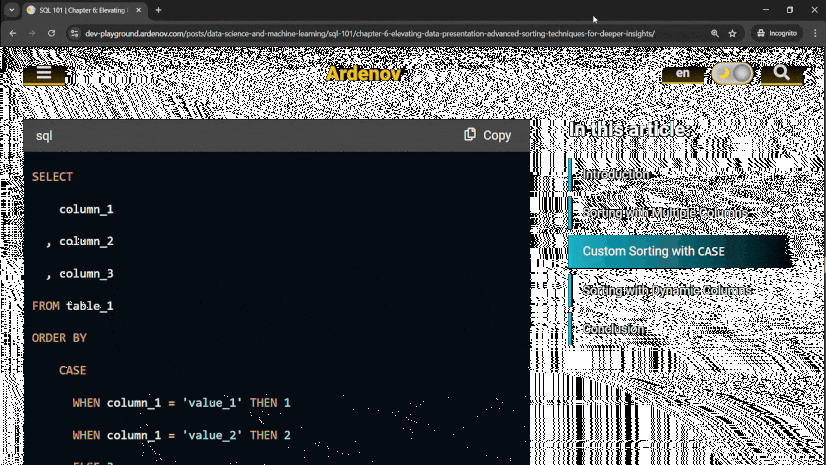 SQL 101 | Chapter 6: Elevating
dev-playground.ardenov.com/posts/data-science-and-machine-learning/sql-101/chapter-6-elevating-data-presentation-advanced-sorting-techniques-for-deeper-insights/
Incognito
Ardenov
en
sql
Copy
SELECT
column_1
, column_2
, column_3
FROM table_1
ORDER BY
CASE
WHEN column_1 = 'value_1' THEN 1
WHEN column_1 = 'value_2' THEN 2
In this article:
Introduction
Sorting with Multiple Columns
Custom Sorting with CASE
Sorting with Dynamic Columns
Conclusion